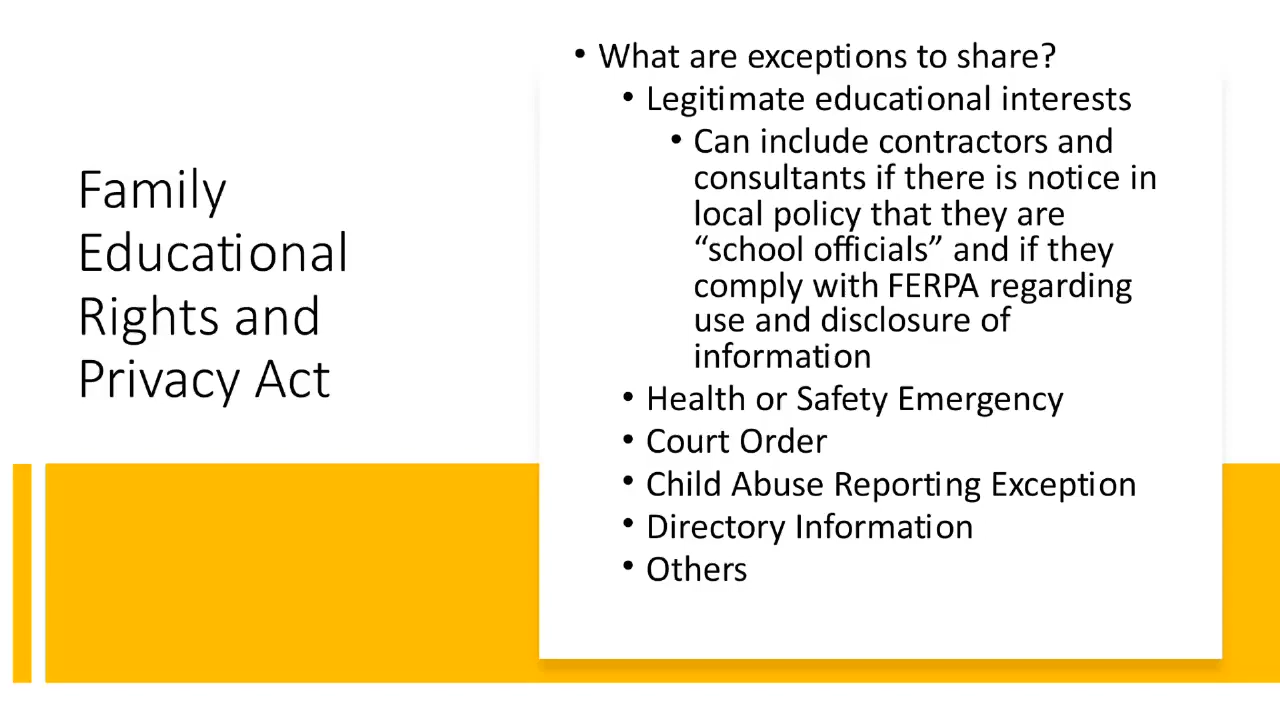 Family
Educational
Rights and
Privacy Act
• What are exceptions to share?
• Legitimate educational interests
• Can include contractors and
consultants if there is notice in
local policy that they are
“school officials” and if they
comply with FERPA regarding
use and disclosure of
information
• Health or Safety Emergency
• Court Order
• Child Abuse Reporting Exception
• Directory Information
• Others